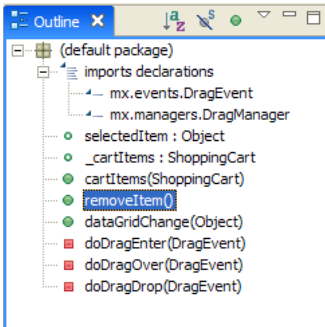 Outline
(default package)
imports declarations
mx.events.DragEvent
mx.managers.DragManager
selectedItem : Object
_cartItems : ShoppingCart
cartItems(ShoppingCart)
removeItem()
dataGridChange(Object)
doDragEnter(DragEvent)
doDragOver(DragEvent)
doDragDrop(DragEvent)